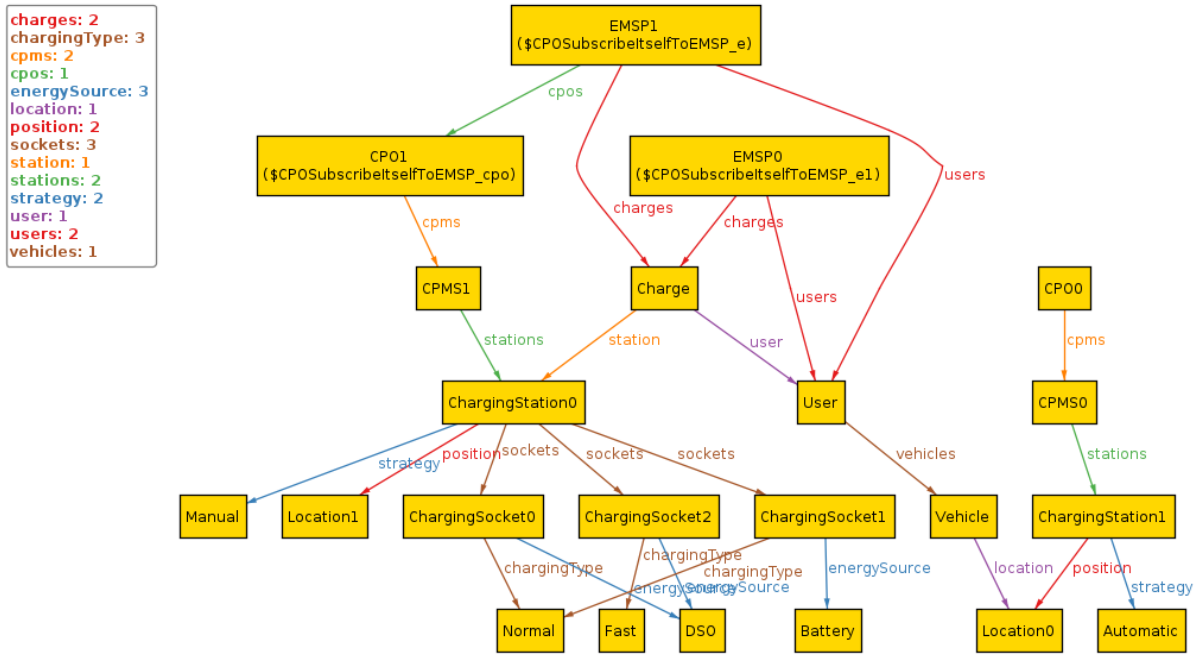 charges: 2
chargingType: 3
cpms: 2
cpos: 1
energySource: 3
location: 1
position: 2
sockets: 3
station: 1
stations: 2
strategy: 2
user: 1
users: 2
vehicles: 1
EMSP1
($CPOSubscribeItselfToEMSP_e)
cpos
users
CPO1
($CPOSubscribeItselfToEMSP_cpo)
EMSP0
($CPOSubscribeItselfToEMSP_e1)
charges
charges
cpms
users
CPMS1
Charge
CPO0
stations
station
user
cpms
ChargingStation0
User
CPMS0
strategy
position
sockets
sockets
sockets
vehicles
stations
Manual
Location1
ChargingSocket0
ChargingSocket2
ChargingSocket1
Vehicle
ChargingStation1
chargingType
energySource
chargingType
energySource
chargingType
energySource
location
position
strategy
Normal
Fast
DSO
Battery
Location0
Automatic